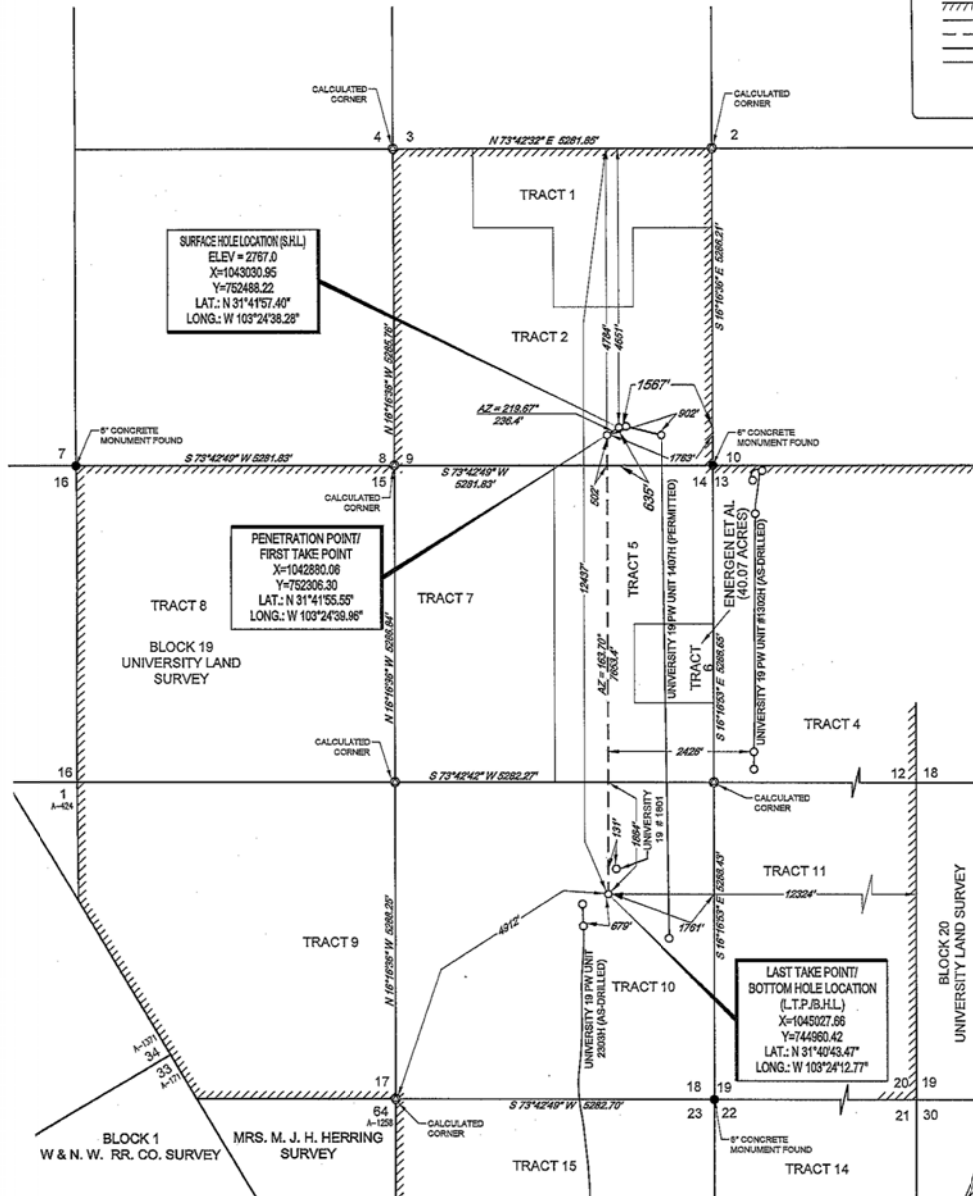 CALCULATED
CORNER
CALCULATED
CORNER
4
3
2
N 73°42'32" E 5281.85'
TRACT 1
SURFACE HOLE LOCATION (S.H.L.)
ELEV = 2767.0
X=1043030.95
Y=752488.22
LAT.: N 31°41'57.40"
LONG.: W 103°24'38.28"
S 16°16'36" E 5286.21'
TRACT 2
4784'
4651'
N 16°16'36" W 5285.76'
1567'
AZ = 219.67°
236.4'
902'
1763'
7
5" CONCRETE
MONUMENT FOUND
6" CONCRETE
MONUMENT FOUND
S 73°42'49" W 5281.83'
8
9
S 73°42'49" W
5281.83'
10
16
15
14
13
CALCULATED
CORNER
502'
635'
PENETRATION POINT/
FIRST TAKE POINT
X=1042880.06
Y=752306.30
LAT.: N 31°41'55.55"
LONG.: W 103°24'39.96"
TRACT 5
ENERGEN ET AL
(40.07 ACRES)
UNIVERSITY 19 PW UNIT 1407H (PERMITTED)
UNIVERSITY 19 PW UNIT #1302H (AS-DRILLED)
12437'
TRACT 8
TRACT 7
BLOCK 19
UNIVERSITY LAND
SURVEY
TRACT
6
AZ = 163.70°
7653.4'
S 16°16'53" E 5288.65'
TRACT 4
2426'
CALCULATED
CORNER
16
S 73°42'42" W 5282.27'
12
18
1
A-424
CALCULATED
CORNER
131'
1864'
UNIVERSITY
19 # 1801
TRACT 11
12324'
S 16°16'53" E 5288.43'
4912'
679'
1761'
TRACT 9
N 16°16'36" W 5288.25'
TRACT 10
UNIVERSITY 19 PW UNIT
2303H (AS-DRILLED)
LAST TAKE POINT/
BOTTOM HOLE LOCATION
(L.T.P./B.H.L.)
X=1045027.66
Y=744960.42
LAT.: N 31°40'43.47"
LONG.: W 103°24'12.77"
BLOCK 20
UNIVERSITY LAND SURVEY
A-1371
34
33
A-171
17
18
19
20
19
64
A-1258
S 73°42'49" W 5282.70'
23
22
21
30
CALCULATED
CORNER
5" CONCRETE
MONUMENT FOUND
BLOCK 1
W & N. W. RR. CO. SURVEY
MRS. M. J. H. HERRING
SURVEY
TRACT 15
TRACT 14